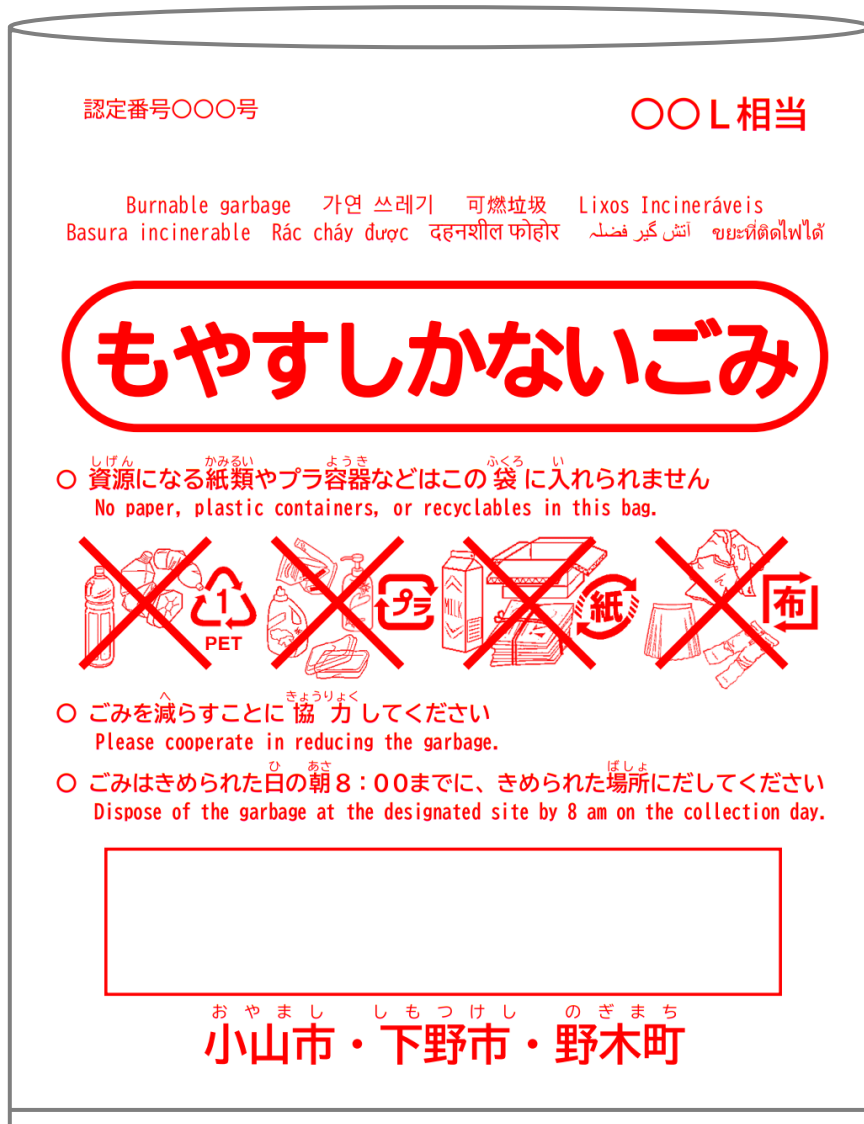 認定番号〇〇〇号
〇〇L相当
Burnable garbage 가연 쓰레기 可燃垃圾 Lixos Incineráveis
Basura incinerable Rác cháy được दहनशील फोहोर آتش گیر فضلہ ขยะที่ติดไฟได้
もやすしかないごみ
しげん かみるい ようき ふくろ い
〇 資源になる紙類やプラ容器などはこの袋に入れられません
No paper, plastic containers, or recyclables in this bag.
1 PET プラ MILK 紙 布
へ きょうりょく
〇 ごみを減らすことに協力してください
Please cooperate in reducing the garbage.
ひ あさ ばしょ
〇 ごみはきめられた日の朝8:00までに、きめられた場所にだしてください
Dispose of the garbage at the designated site by 8 am on the collection day.
おやまし しもつけし のぎまち
小山市・下野市・野木町